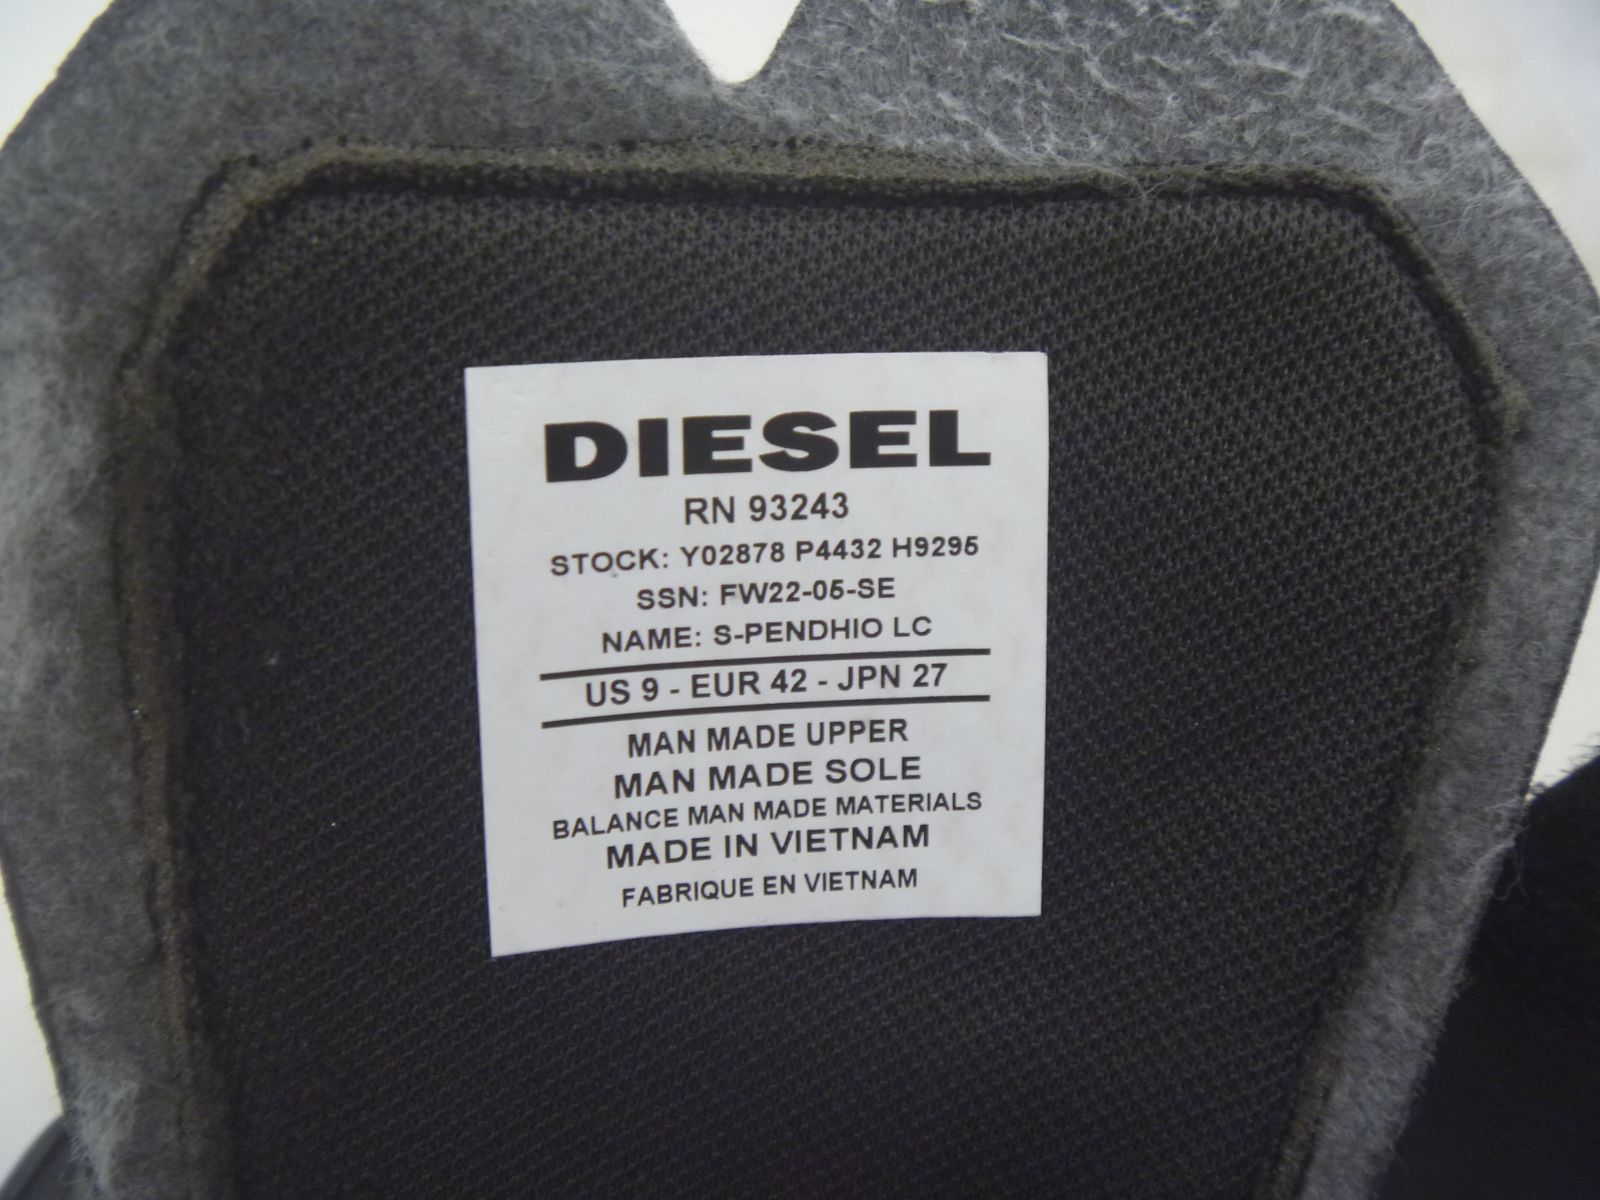 DIESEL
RN 93243
STOCK: Y02878 P4432 H9295
SSN: FW22-05-SE
NAME: S-PENDHIO LC
US 9 - EUR 42 - JPN 27
MAN MADE UPPER
MAN MADE SOLE
BALANCE MAN MADE MATERIALS
MADE IN VIETNAM
FABRIQUE EN VIETNAM